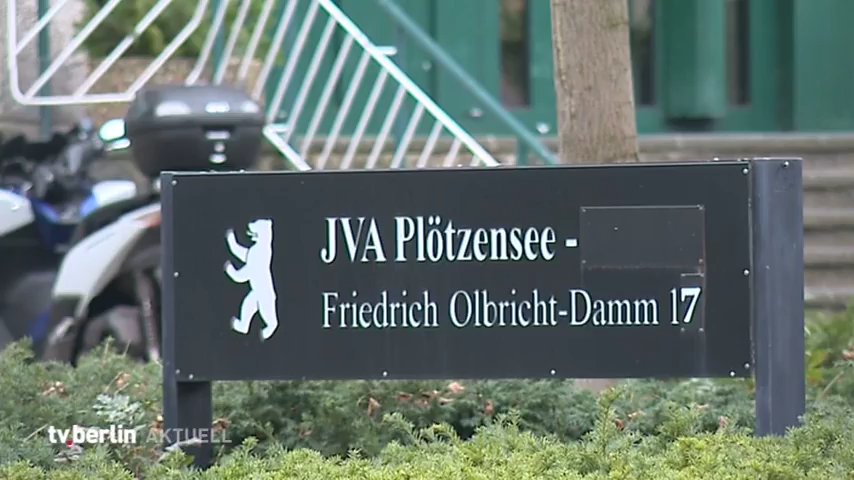 JVA Plötzensee -
Friedrich Olbricht-Damm 17
tv.berlin AKTUELL